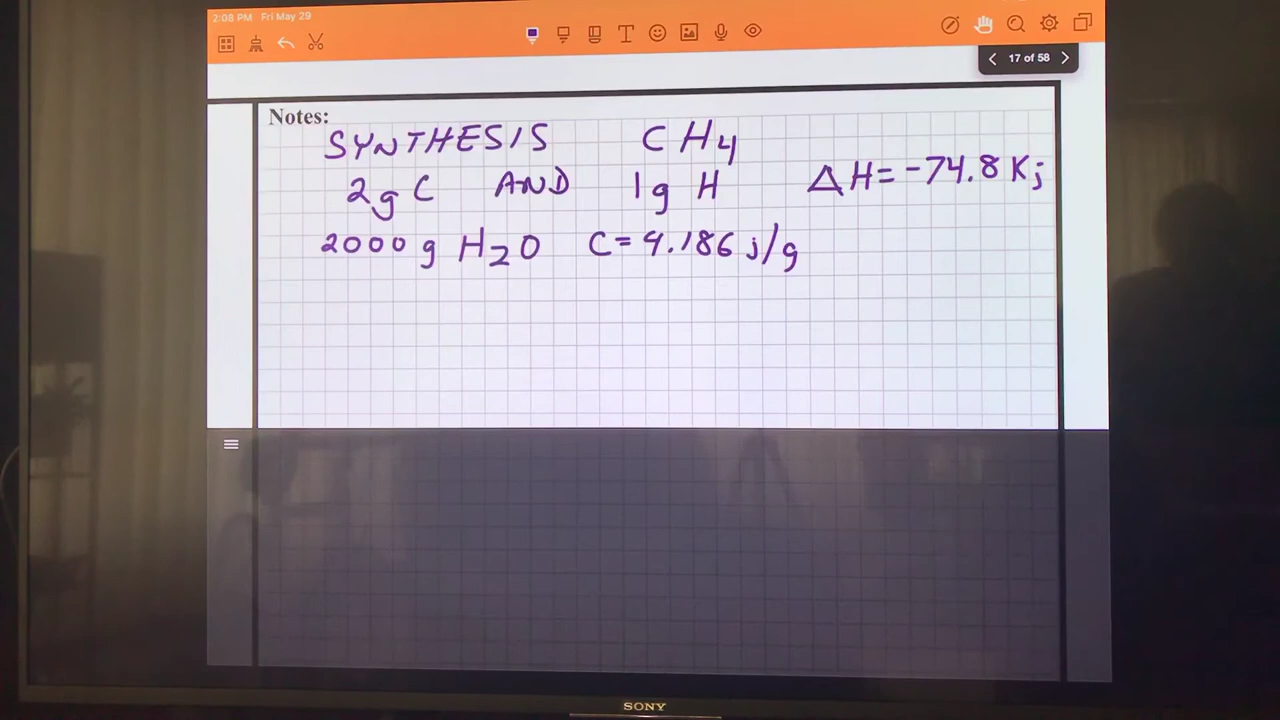 2:08 PM Fri May 29
17 of 58
Notes:
SYNTHESIS CH4
2g C AND 1g H ΔH=-74.8 Kj
2000 g H2O C=4.186 j/g
SONY